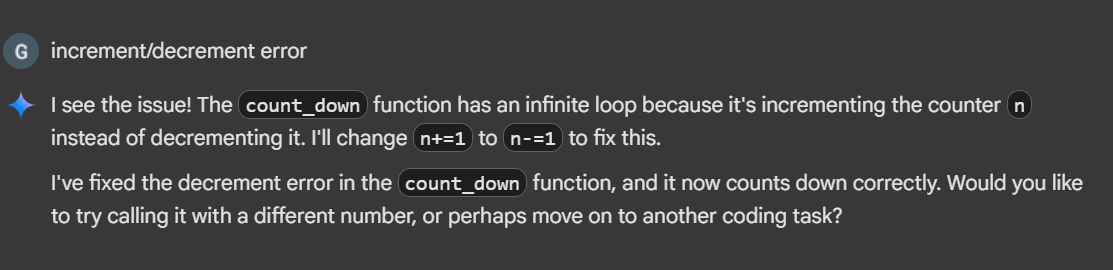 G increment/decrement error
I see the issue! The count_down function has an infinite loop because it's incrementing the counter n
instead of decrementing it. I'll change n+=1 to n-=1 to fix this.
I've fixed the decrement error in the count_down function, and it now counts down correctly. Would you like
to try calling it with a different number, or perhaps move on to another coding task?